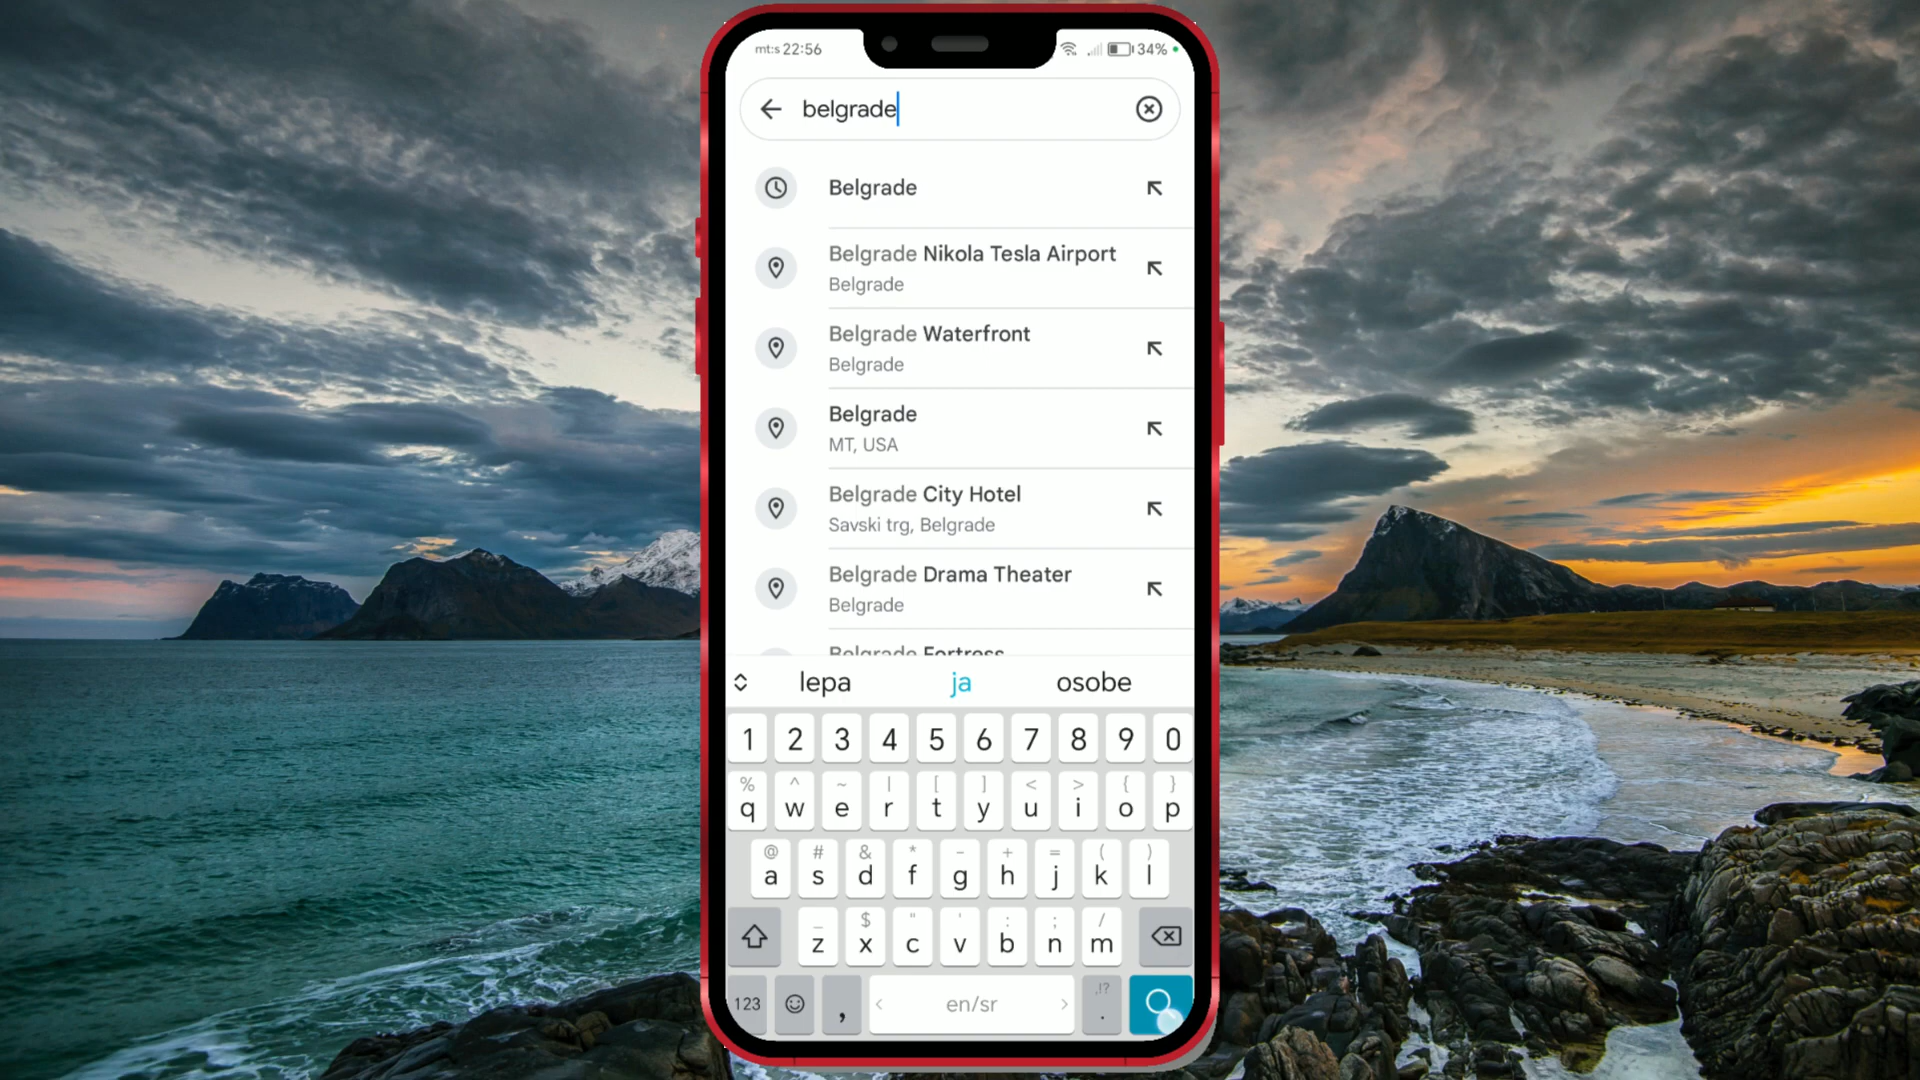 mt:s 22:56
34%
belgrade
Belgrade
Belgrade Nikola Tesla Airport
Belgrade
Belgrade Waterfront
Belgrade
Belgrade
MT, USA
Belgrade City Hotel
Savski trg, Belgrade
Belgrade Drama Theater
Belgrade
Belgrade Fortress
lepa ja osobe
1 2 3 4 5 6 7 8 9 0
% ^ ~ | [ ] < > { }
q w e r t y u i o p
@ # & * - + = ( )
a s d f g h j k l
_ $ " ' : ; /
z x c v b n m
,!?
123 , < en/sr > .